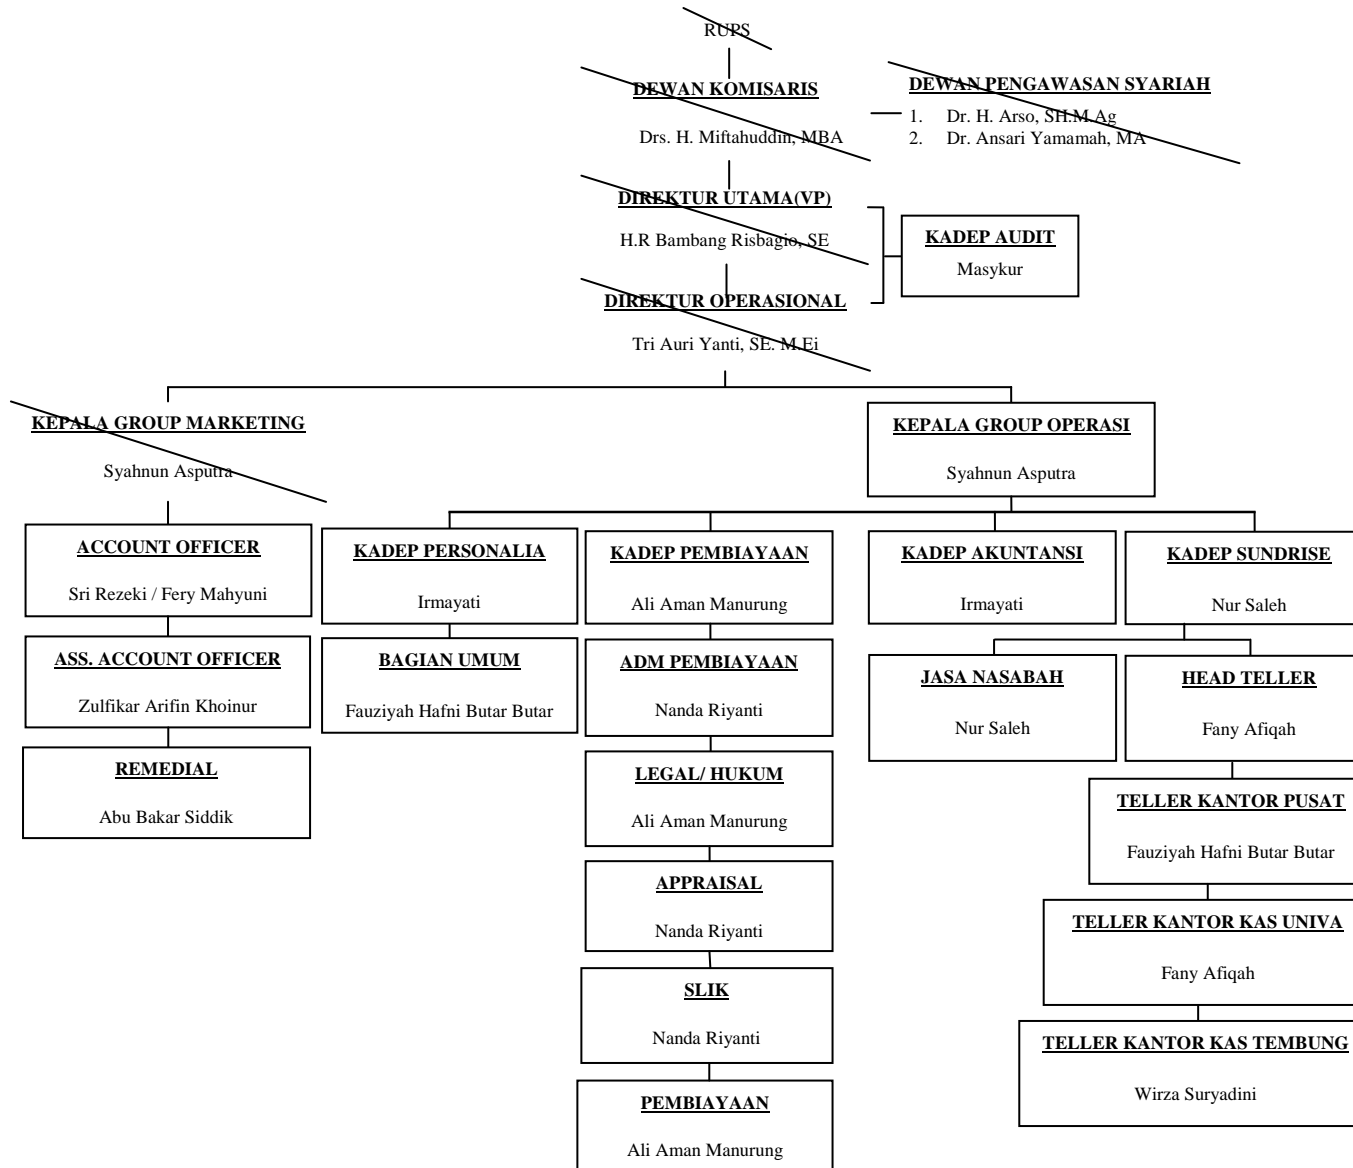 RUPS
DEWAN KOMISARIS
Drs. H. Miftahuddin, MBA
DEWAN PENGAWASAN SYARIAH
1. Dr. H. Arso, SH.M.Ag
2. Dr. Ansari Yamamah, MA
DIREKTUR UTAMA(VP)
H.R Bambang Risbagio, SE
KADEP AUDIT
Masykur
DIREKTUR OPERASIONAL
Tri Auri Yanti, SE. M.Ei
KEPALA GROUP MARKETING
Syahnun Asputra
KEPALA GROUP OPERASI
Syahnun Asputra
ACCOUNT OFFICER
Sri Rezeki / Fery Mahyuni
ASS. ACCOUNT OFFICER
Zulfikar Arifin Khoinur
REMEDIAL
Abu Bakar Siddik
KADEP PERSONALIA
Irmayati
BAGIAN UMUM
Fauziyah Hafni Butar Butar
KADEP PEMBIAYAAN
Ali Aman Manurung
ADM PEMBIAYAAN
Nanda Riyanti
LEGAL/ HUKUM
Ali Aman Manurung
APPRAISAL
Nanda Riyanti
SLIK
Nanda Riyanti
PEMBIAYAAN
Ali Aman Manurung
KADEP AKUNTANSI
Irmayati
KADEP SUNDRISE
Nur Saleh
JASA NASABAH
Nur Saleh
HEAD TELLER
Fany Afiqah
TELLER KANTOR PUSAT
Fauziyah Hafni Butar Butar
TELLER KANTOR KAS UNIVA
Fany Afiqah
TELLER KANTOR KAS TEMBUNG
Wirza Suryadini